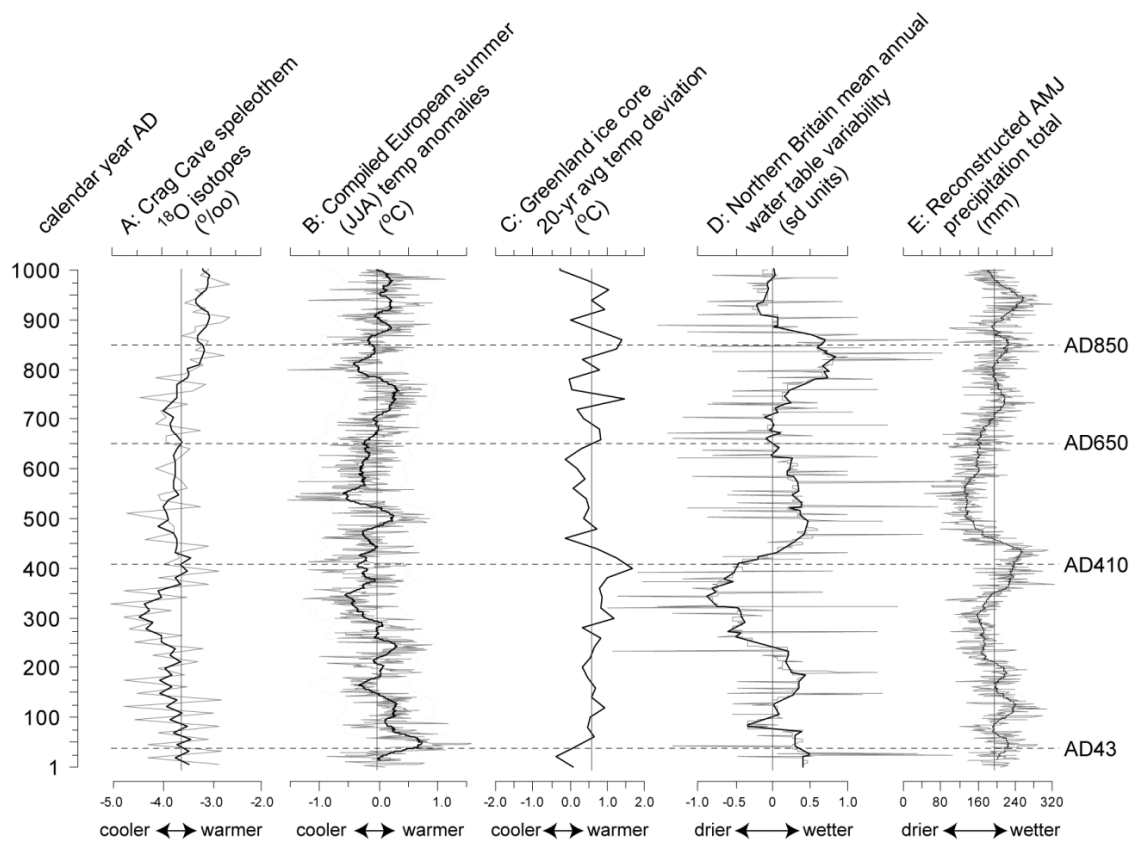 calendar year AD
A: Crag Cave speleothem
18O isotopes
(º/oo)
B: Compiled European summer
(JJA) temp anomalies
(ºC)
C: Greenland ice core
20-yr avg temp deviation
(ºC)
D: Northern Britain mean annual
water table variability
(sd units)
E: Reconstructed AMJ
precipitation total
(mm)
1000
900
AD850
800
700
AD650
600
500
AD410
400
300
200
100
AD43
1
-5.0 -4.0 -3.0 -2.0
-1.0 0.0 1.0
-2.0 -1.0 0.0 1.0 2.0
-1.0 -0.5 0 0.5 1.0
0 80 160 240 320
cooler warmer
cooler warmer
cooler warmer
drier wetter
drier wetter